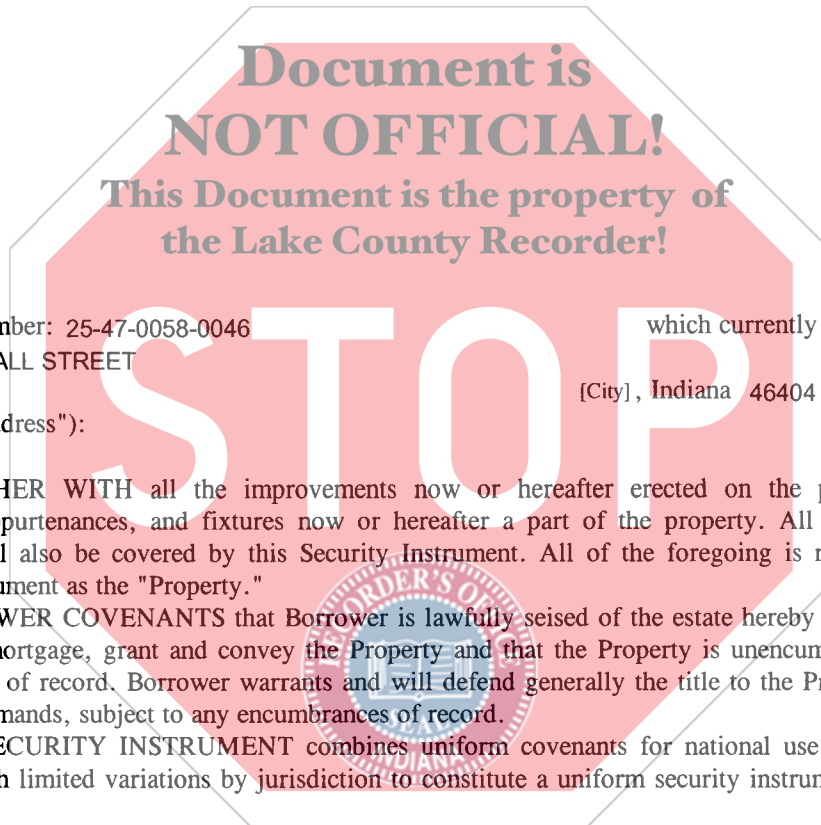 Document is
NOT OFFICIAL!
This Document is the property of
the Lake County Recorder!
STOP
mber: 25-47-0058-0046 which currently
ALL STREET
[City], Indiana 46404
dress"):
HER WITH all the improvements now or hereafter erected on the p
purtenances, and fixtures now or hereafter a part of the property. All
l also be covered by this Security Instrument. All of the foregoing is r
ument as the "Property."
WER COVENANTS that Borrower is lawfully seised of the estate hereby
ortgage, grant and convey the Property and that the Property is unencum
of record. Borrower warrants and will defend generally the title to the Pr
mands, subject to any encumbrances of record.
ECURITY INSTRUMENT combines uniform covenants for national use
h limited variations by jurisdiction to constitute a uniform security instrum
RECORDER'S OFFICE
SEAL
INDIANA